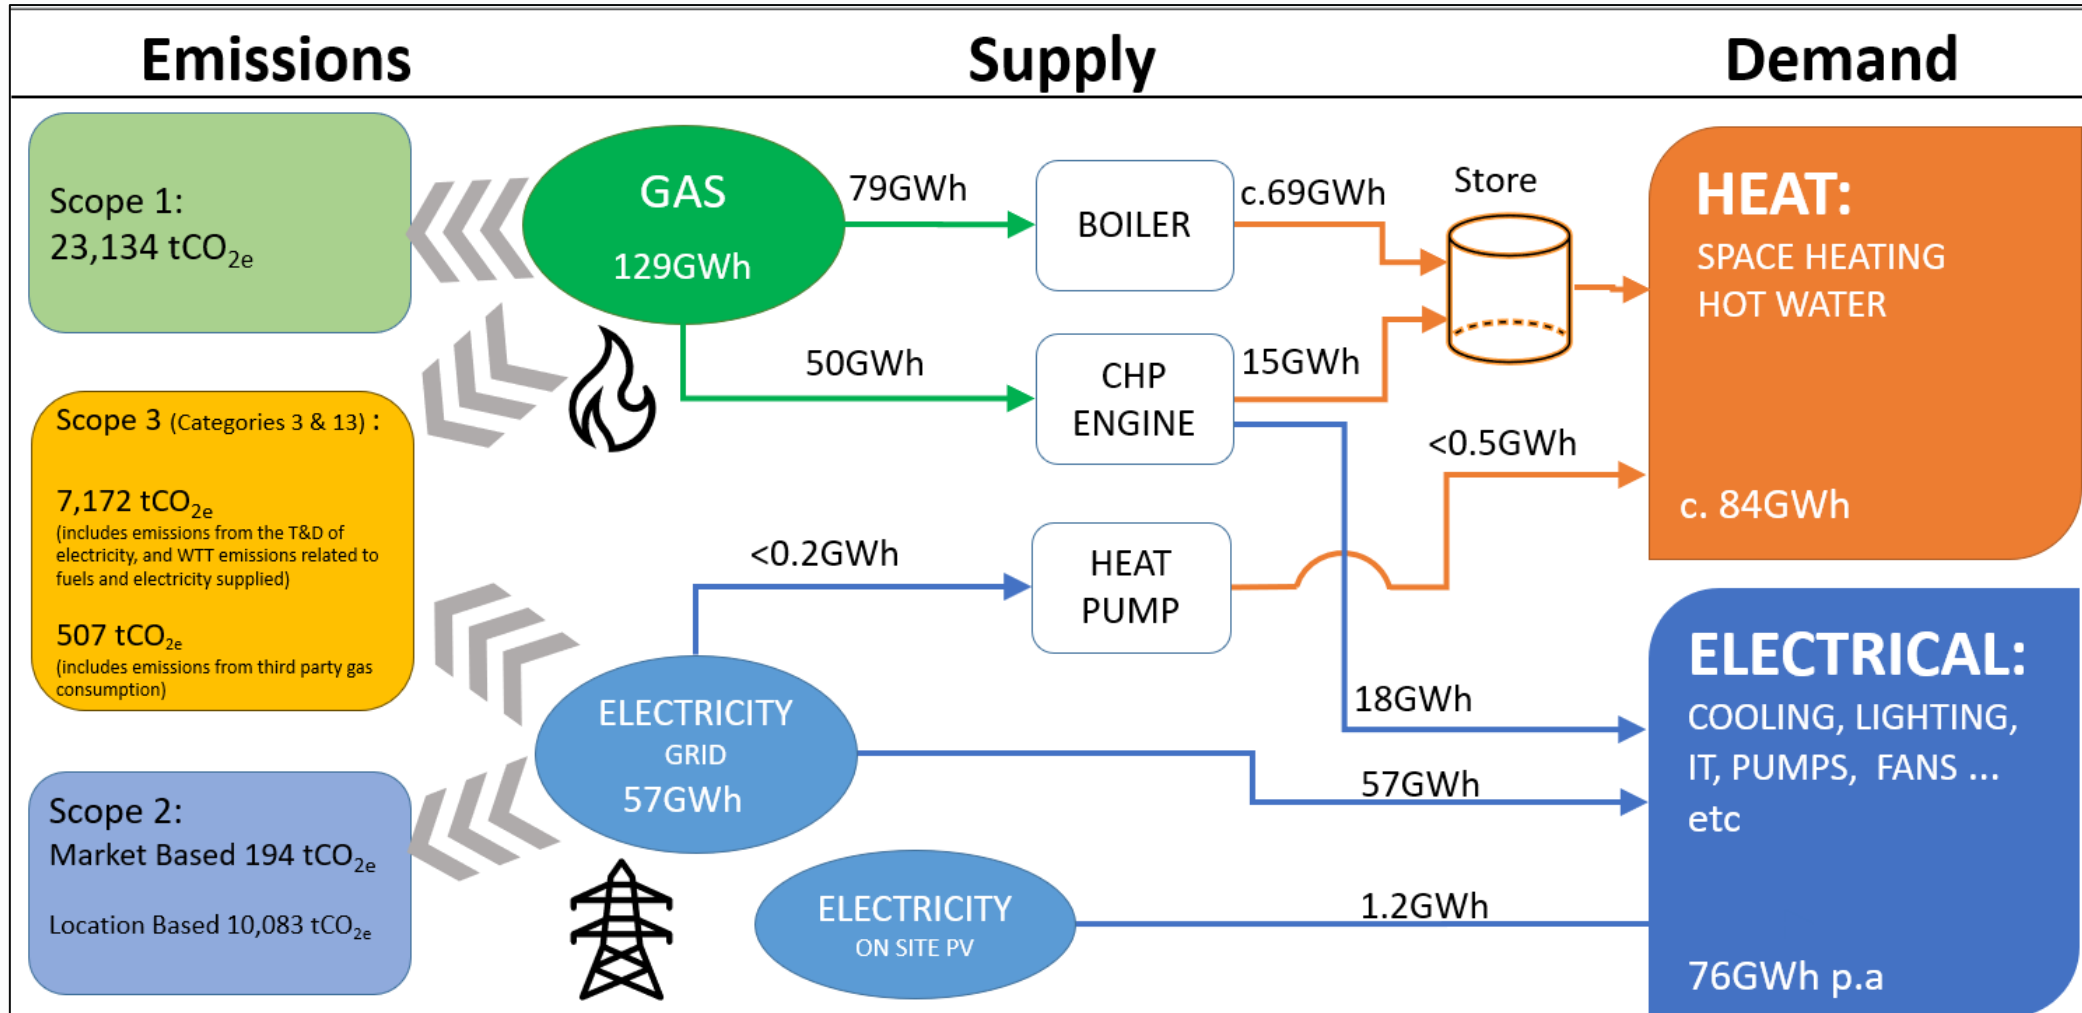 Emissions
Supply
Demand
Scope 1:
23,134 tCO2e
Scope 3 (Categories 3 & 13) :
7,172 tCO2e
(includes emissions from the T&D of
electricity, and WTT emissions related to
fuels and electricity supplied)
507 tCO2e
(includes emissions from third party gas
consumption)
Scope 2:
Market Based 194 tCO2e
Location Based 10,083 tCO2e
GAS
129GWh
79GWh
BOILER
c.69GWh
Store
50GWh
CHP
ENGINE
15GWh
<0.5GWh
<0.2GWh
HEAT
PUMP
ELECTRICITY
GRID
57GWh
18GWh
57GWh
ELECTRICITY
ON SITE PV
1.2GWh
HEAT:
SPACE HEATING
HOT WATER
c. 84GWh
ELECTRICAL:
COOLING, LIGHTING,
IT, PUMPS, FANS ...
etc
76GWh p.a